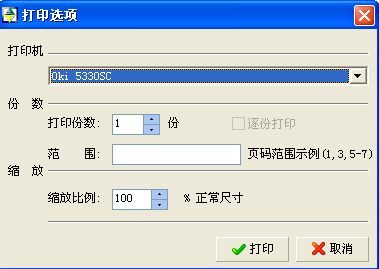 打印选项
打印机
Oki 5330SC
份 数
打印份数: 1 份 逐份打印
范 围: 页码范围示例(1,3,5-7)
缩 放
缩放比例: 100 % 正常尺寸
打印 取消